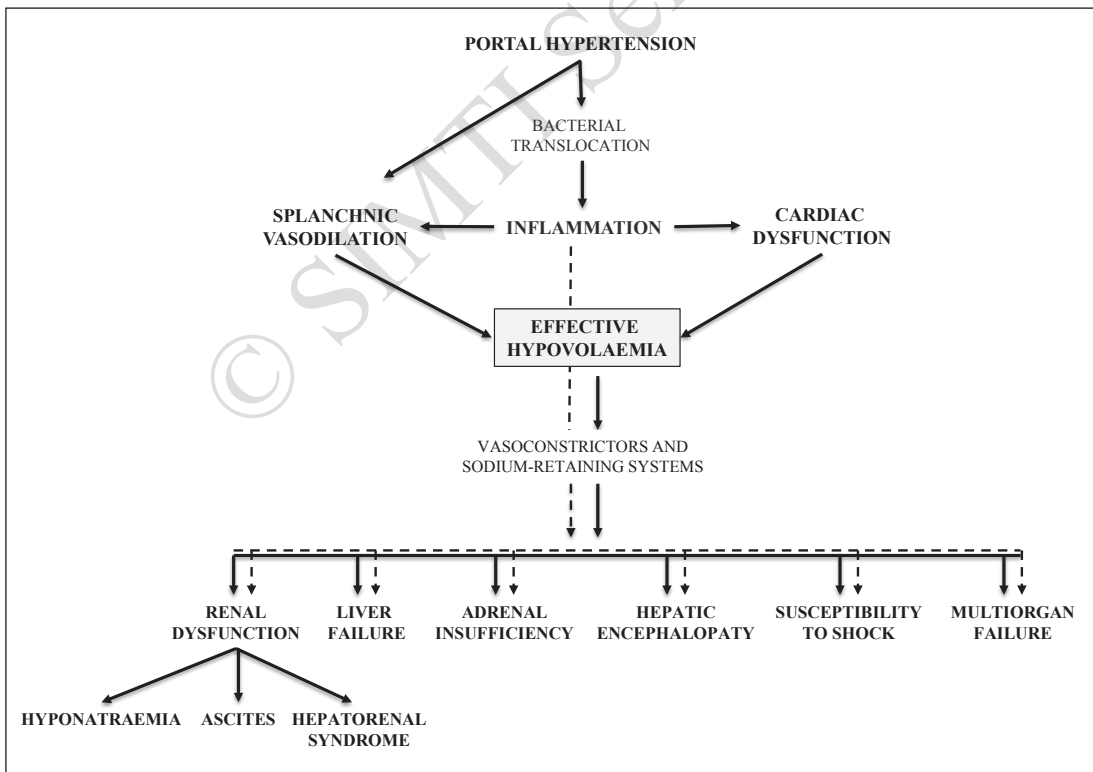 PORTAL HYPERTENSION
BACTERIAL
TRANSLOCATION
SPLANCHNIC
VASODILATION
INFLAMMATION
CARDIAC
DYSFUNCTION
EFFECTIVE
HYPOVOLAEMIA
VASOCONSTRICTORS AND
SODIUM-RETAINING SYSTEMS
RENAL
DYSFUNCTION
LIVER
FAILURE
ADRENAL
INSUFFICIENCY
HEPATIC
ENCEPHALOPATY
SUSCEPTIBILITY
TO SHOCK
MULTIORGAN
FAILURE
HYPONATRAEMIA
ASCITES
HEPATORENAL
SYNDROME
© SIMTI